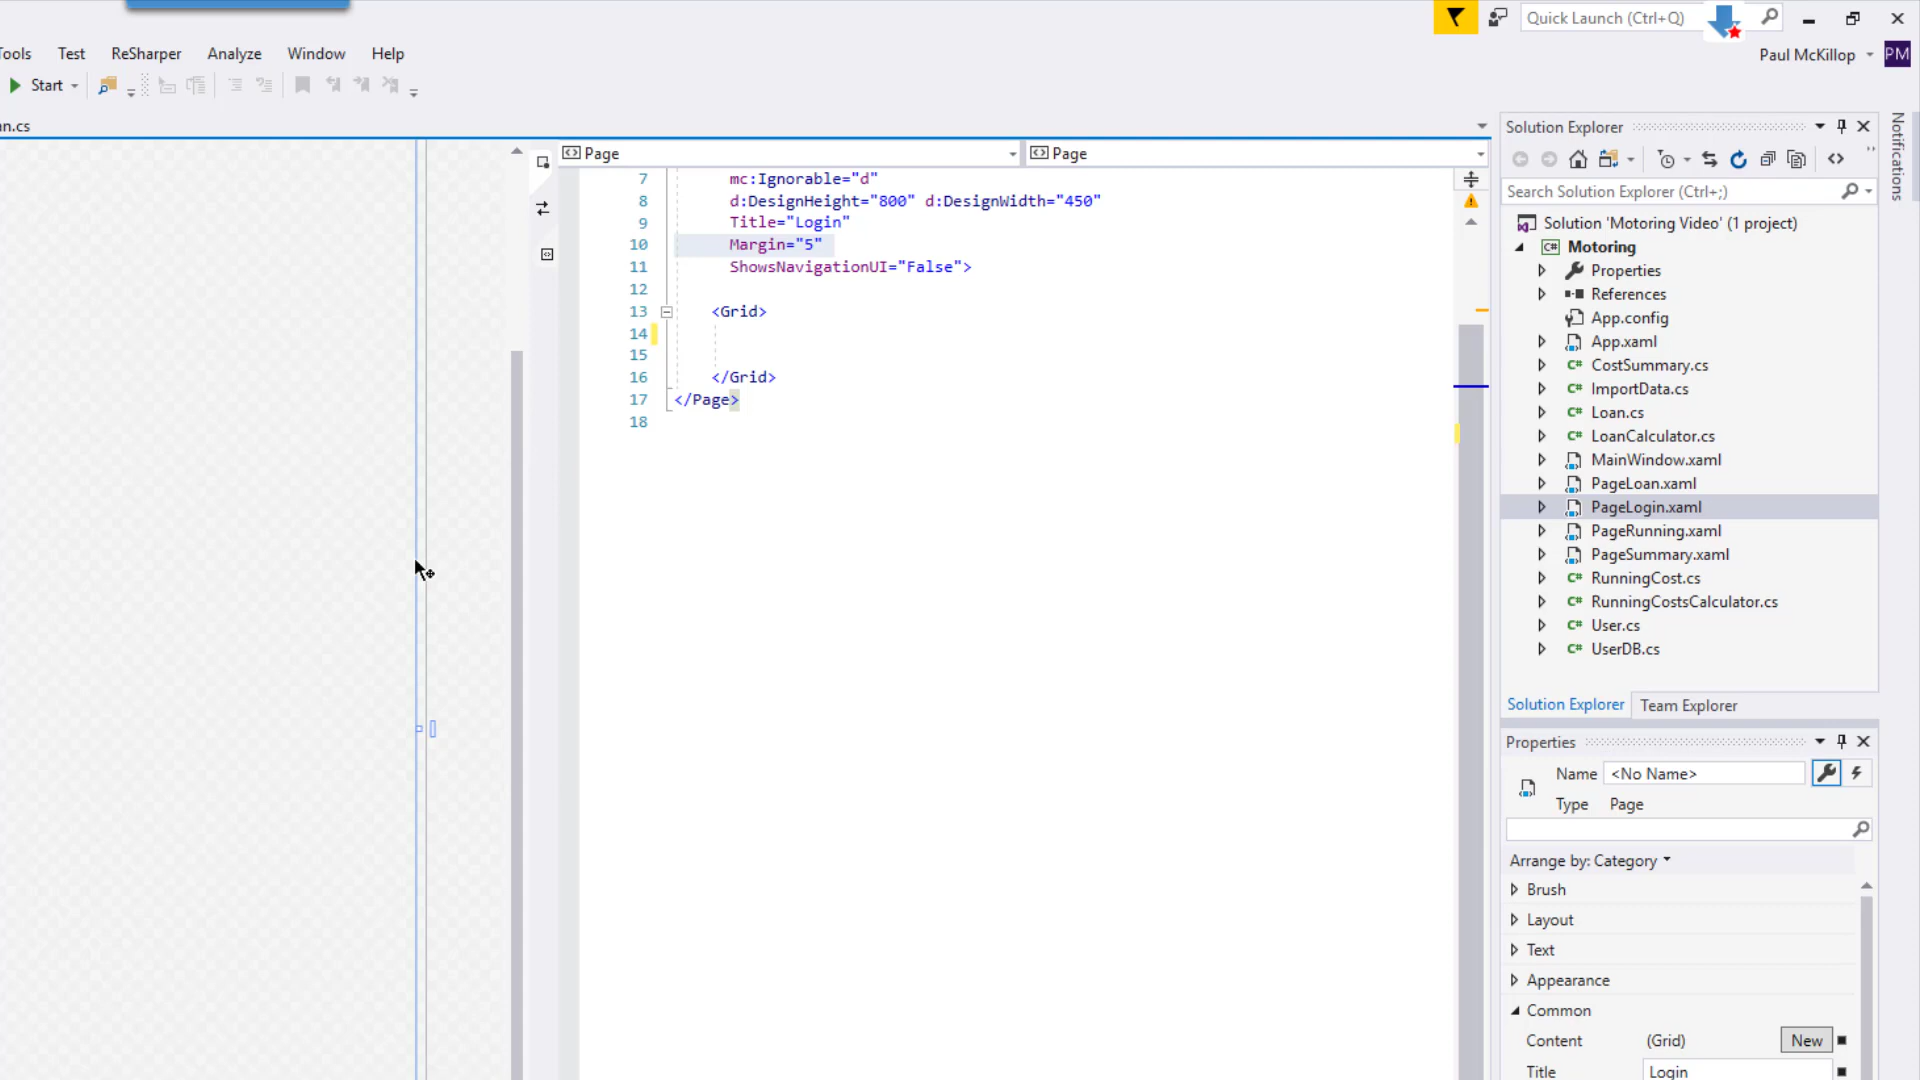 Quick Launch (Ctrl+Q)
Tools Test ReSharper Analyze Window Help
Paul McKillop PM
Start
n.cs
Page Page
7 mc:Ignorable="d"
8 d:DesignHeight="800" d:DesignWidth="450"
9 Title="Login"
10 Margin="5"
11 ShowsNavigationUI="False">
12
13 <Grid>
14
15
16 </Grid>
17 </Page>
18
Solution Explorer
Search Solution Explorer (Ctrl+;)
Solution 'Motoring Video' (1 project)
C# Motoring
Properties
References
App.config
App.xaml
C# CostSummary.cs
C# ImportData.cs
C# Loan.cs
C# LoanCalculator.cs
MainWindow.xaml
PageLoan.xaml
PageLogin.xaml
PageRunning.xaml
PageSummary.xaml
C# RunningCost.cs
C# RunningCostsCalculator.cs
C# User.cs
C# UserDB.cs
Solution Explorer Team Explorer
Notifications
Properties
Name <No Name>
Type Page
Arrange by: Category
Brush
Layout
Text
Appearance
Common
Content (Grid) New
Title Login